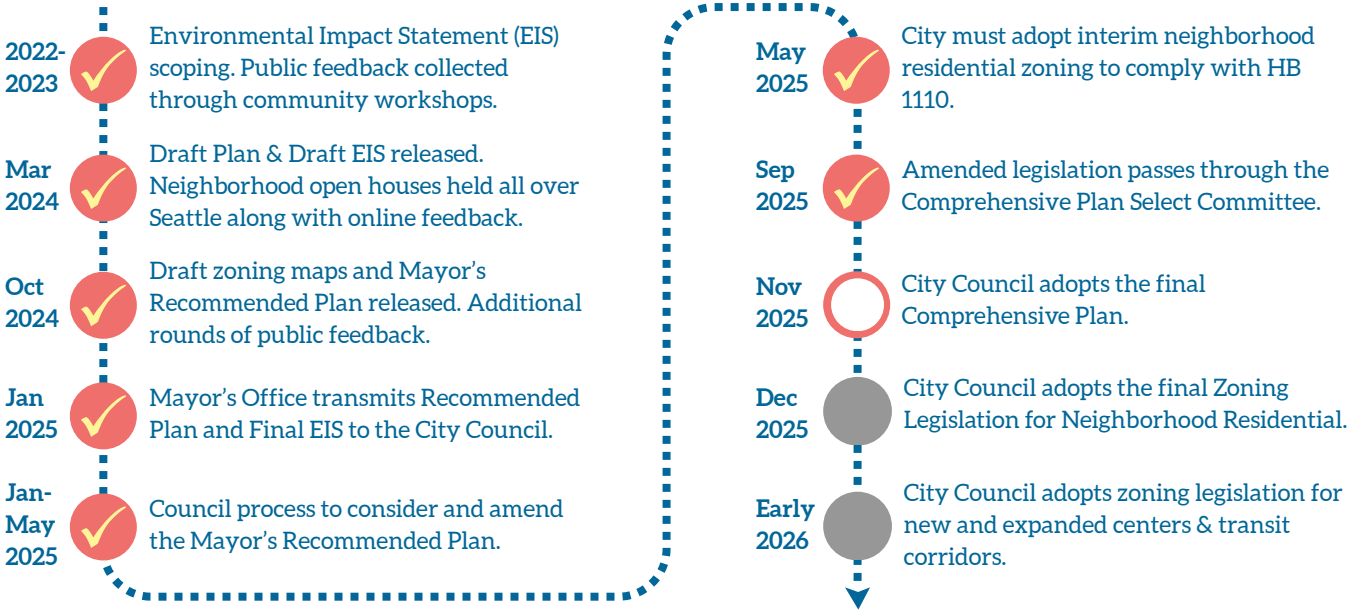 2022-
2023
Environmental Impact Statement (EIS)
scoping. Public feedback collected
through community workshops.
Mar
2024
Draft Plan & Draft EIS released.
Neighborhood open houses held all over
Seattle along with online feedback.
Oct
2024
Draft zoning maps and Mayor's
Recommended Plan released. Additional
rounds of public feedback.
Jan
2025
Mayor's Office transmits Recommended
Plan and Final EIS to the City Council.
Jan-
May
2025
Council process to consider and amend
the Mayor's Recommended Plan.
May
2025
City must adopt interim neighborhood
residential zoning to comply with HB
1110.
Sep
2025
Amended legislation passes through the
Comprehensive Plan Select Committee.
Nov
2025
City Council adopts the final
Comprehensive Plan.
Dec
2025
City Council adopts the final Zoning
Legislation for Neighborhood Residential.
Early
2026
City Council adopts zoning legislation for
new and expanded centers & transit
corridors.